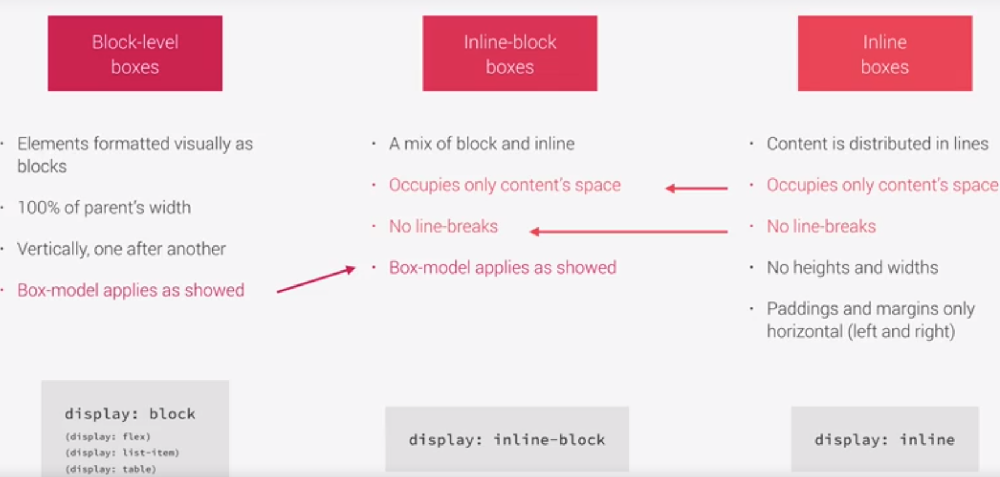 Block-level
boxes
· Elements formatted visually as
blocks
· 100% of parent's width
· Vertically, one after another
· Box-model applies as showed
display: block
(display: flex)
(display: list-item)
(display: table)
Inline-block
boxes
· A mix of block and inline
· Occupies only content's space
· No line-breaks
· Box-model applies as showed
display: inline-block
Inline
boxes
· Content is distributed in lines
· Occupies only content's space
· No line-breaks
· No heights and widths
· Paddings and margins only
horizontal (left and right)
display: inline